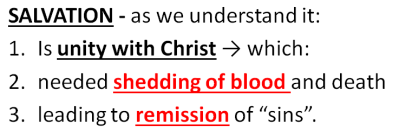 SALVATION - as we understand it:
1. Is unity with Christ → which:
2. needed shedding of blood and death
3. leading to remission of “sins”.